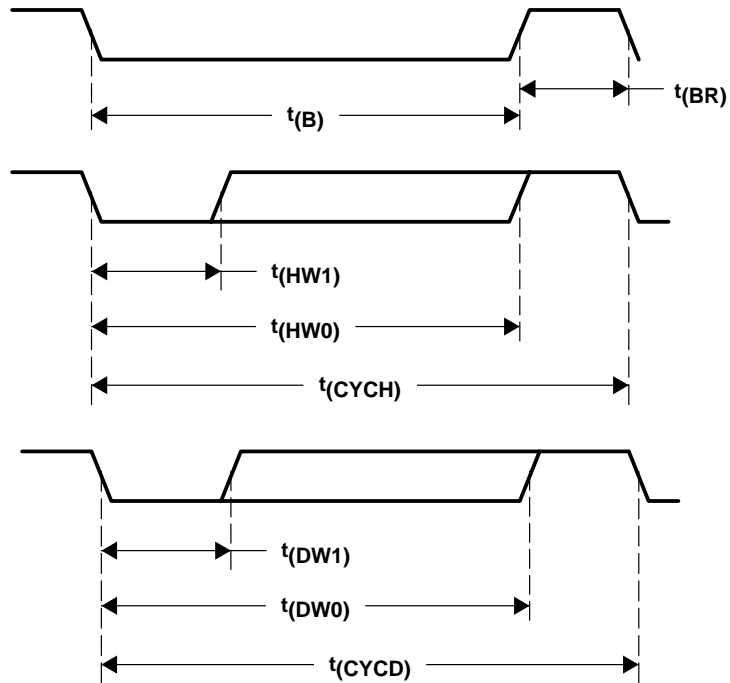 t(B)
t(BR)
t(HW1)
t(HW0)
t(CYCH)
t(DW1)
t(DW0)
t(CYCD)